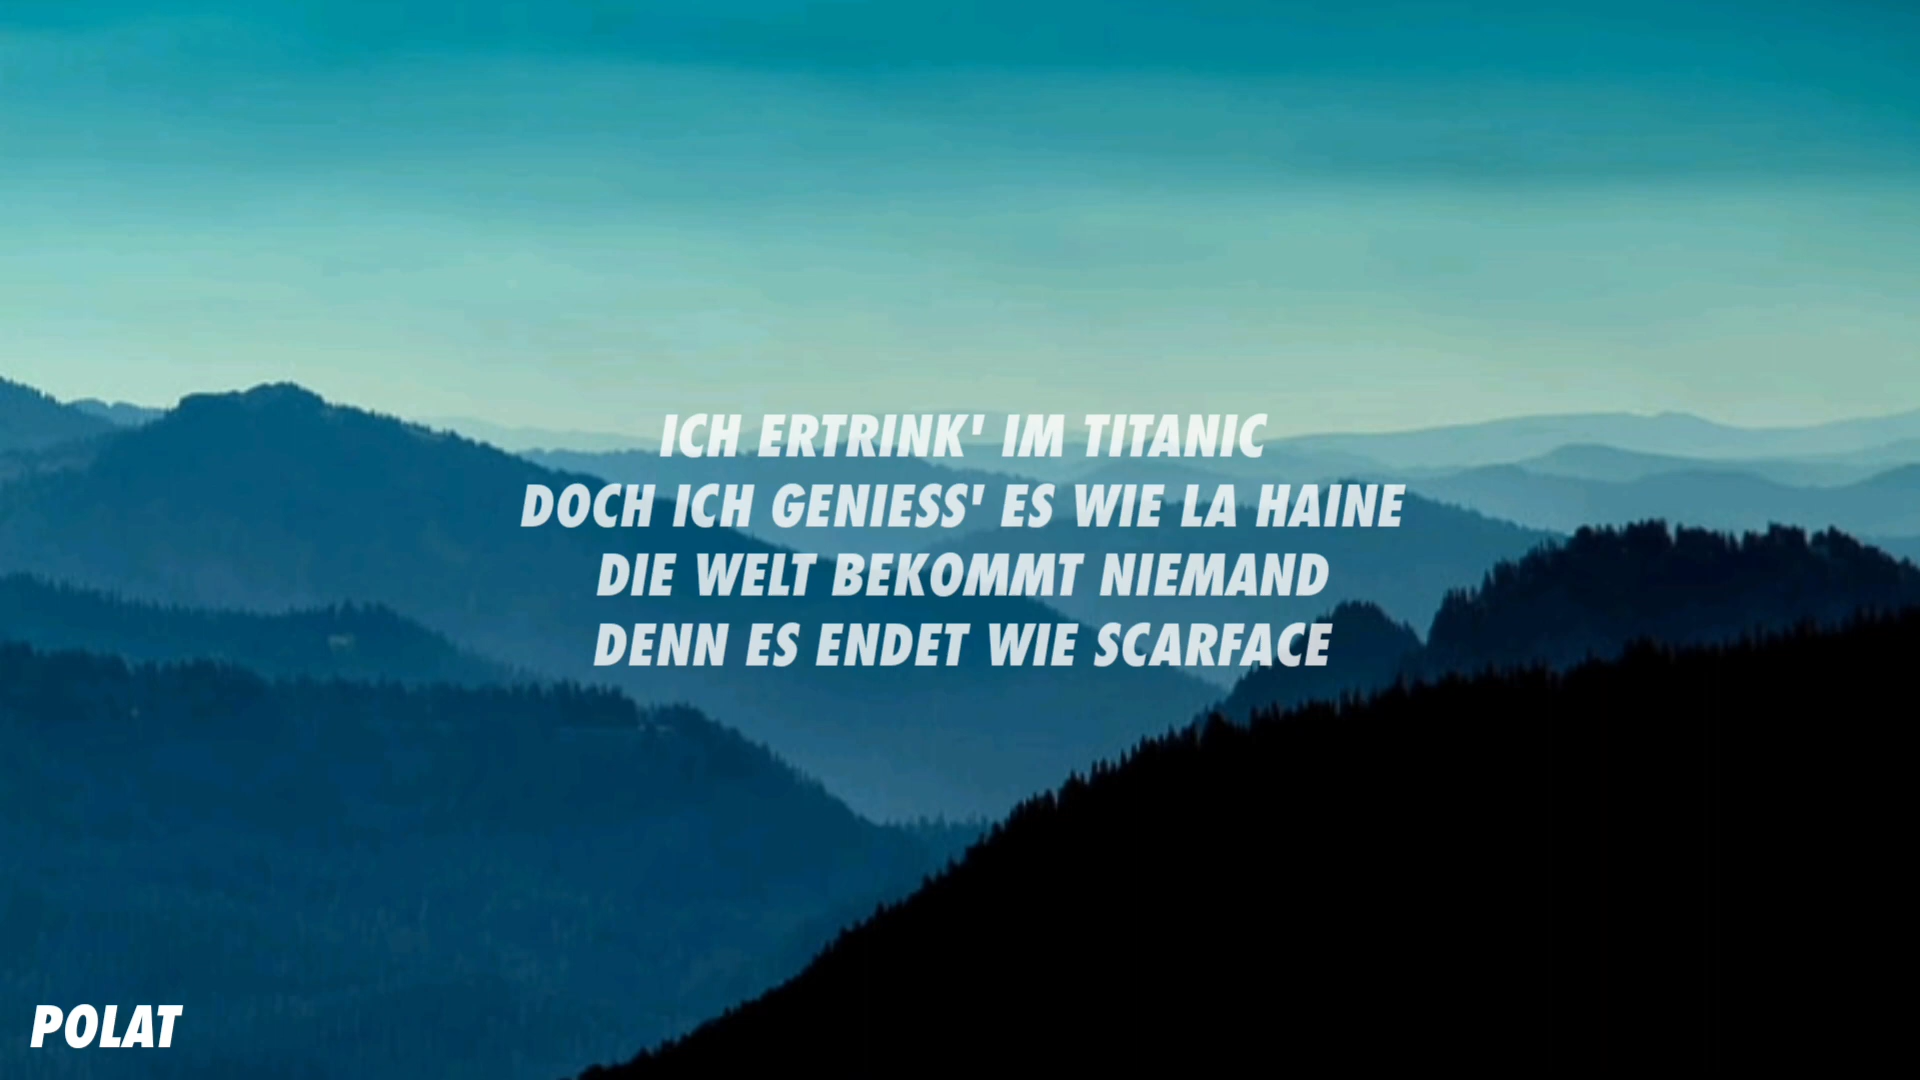 ICH ERTRINK' IM TITANIC
DOCH ICH GENIESS' ES WIE LA HAINE
DIE WELT BEKOMMT NIEMAND
DENN ES ENDET WIE SCARFACE
POLAT